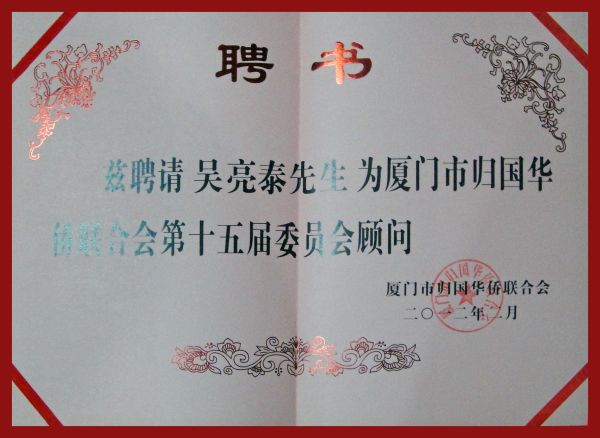 聘书
兹聘请 吴亮泰先生 为厦门市归国华
侨联合会第十五届委员会顾问
厦门市归国华侨联合会
二〇一二年二月